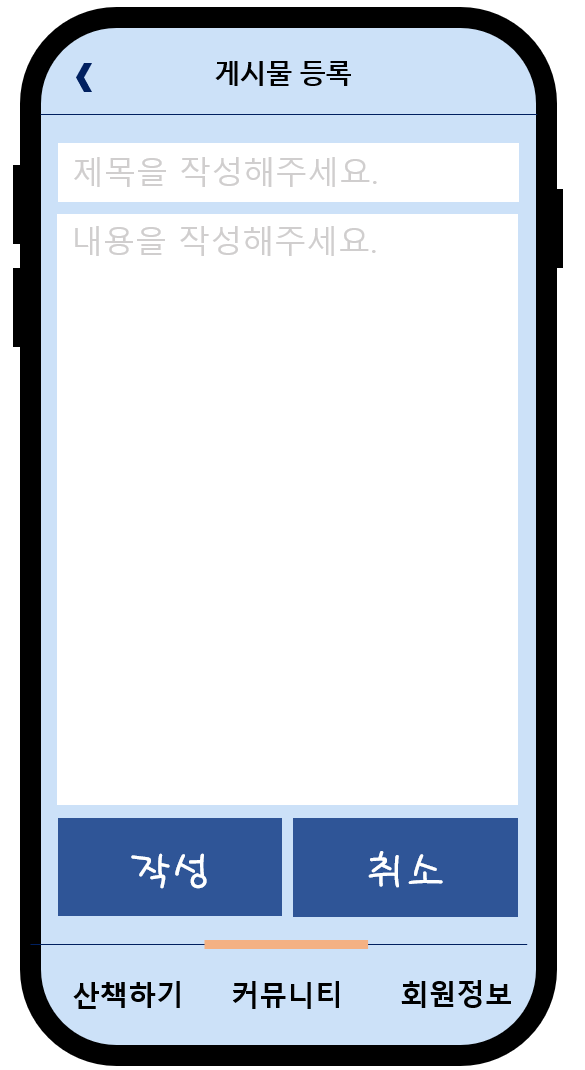 게시물 등록
제목을 작성해주세요.
내용을 작성해주세요.
작성 취소
산책하기 커뮤니티 회원정보